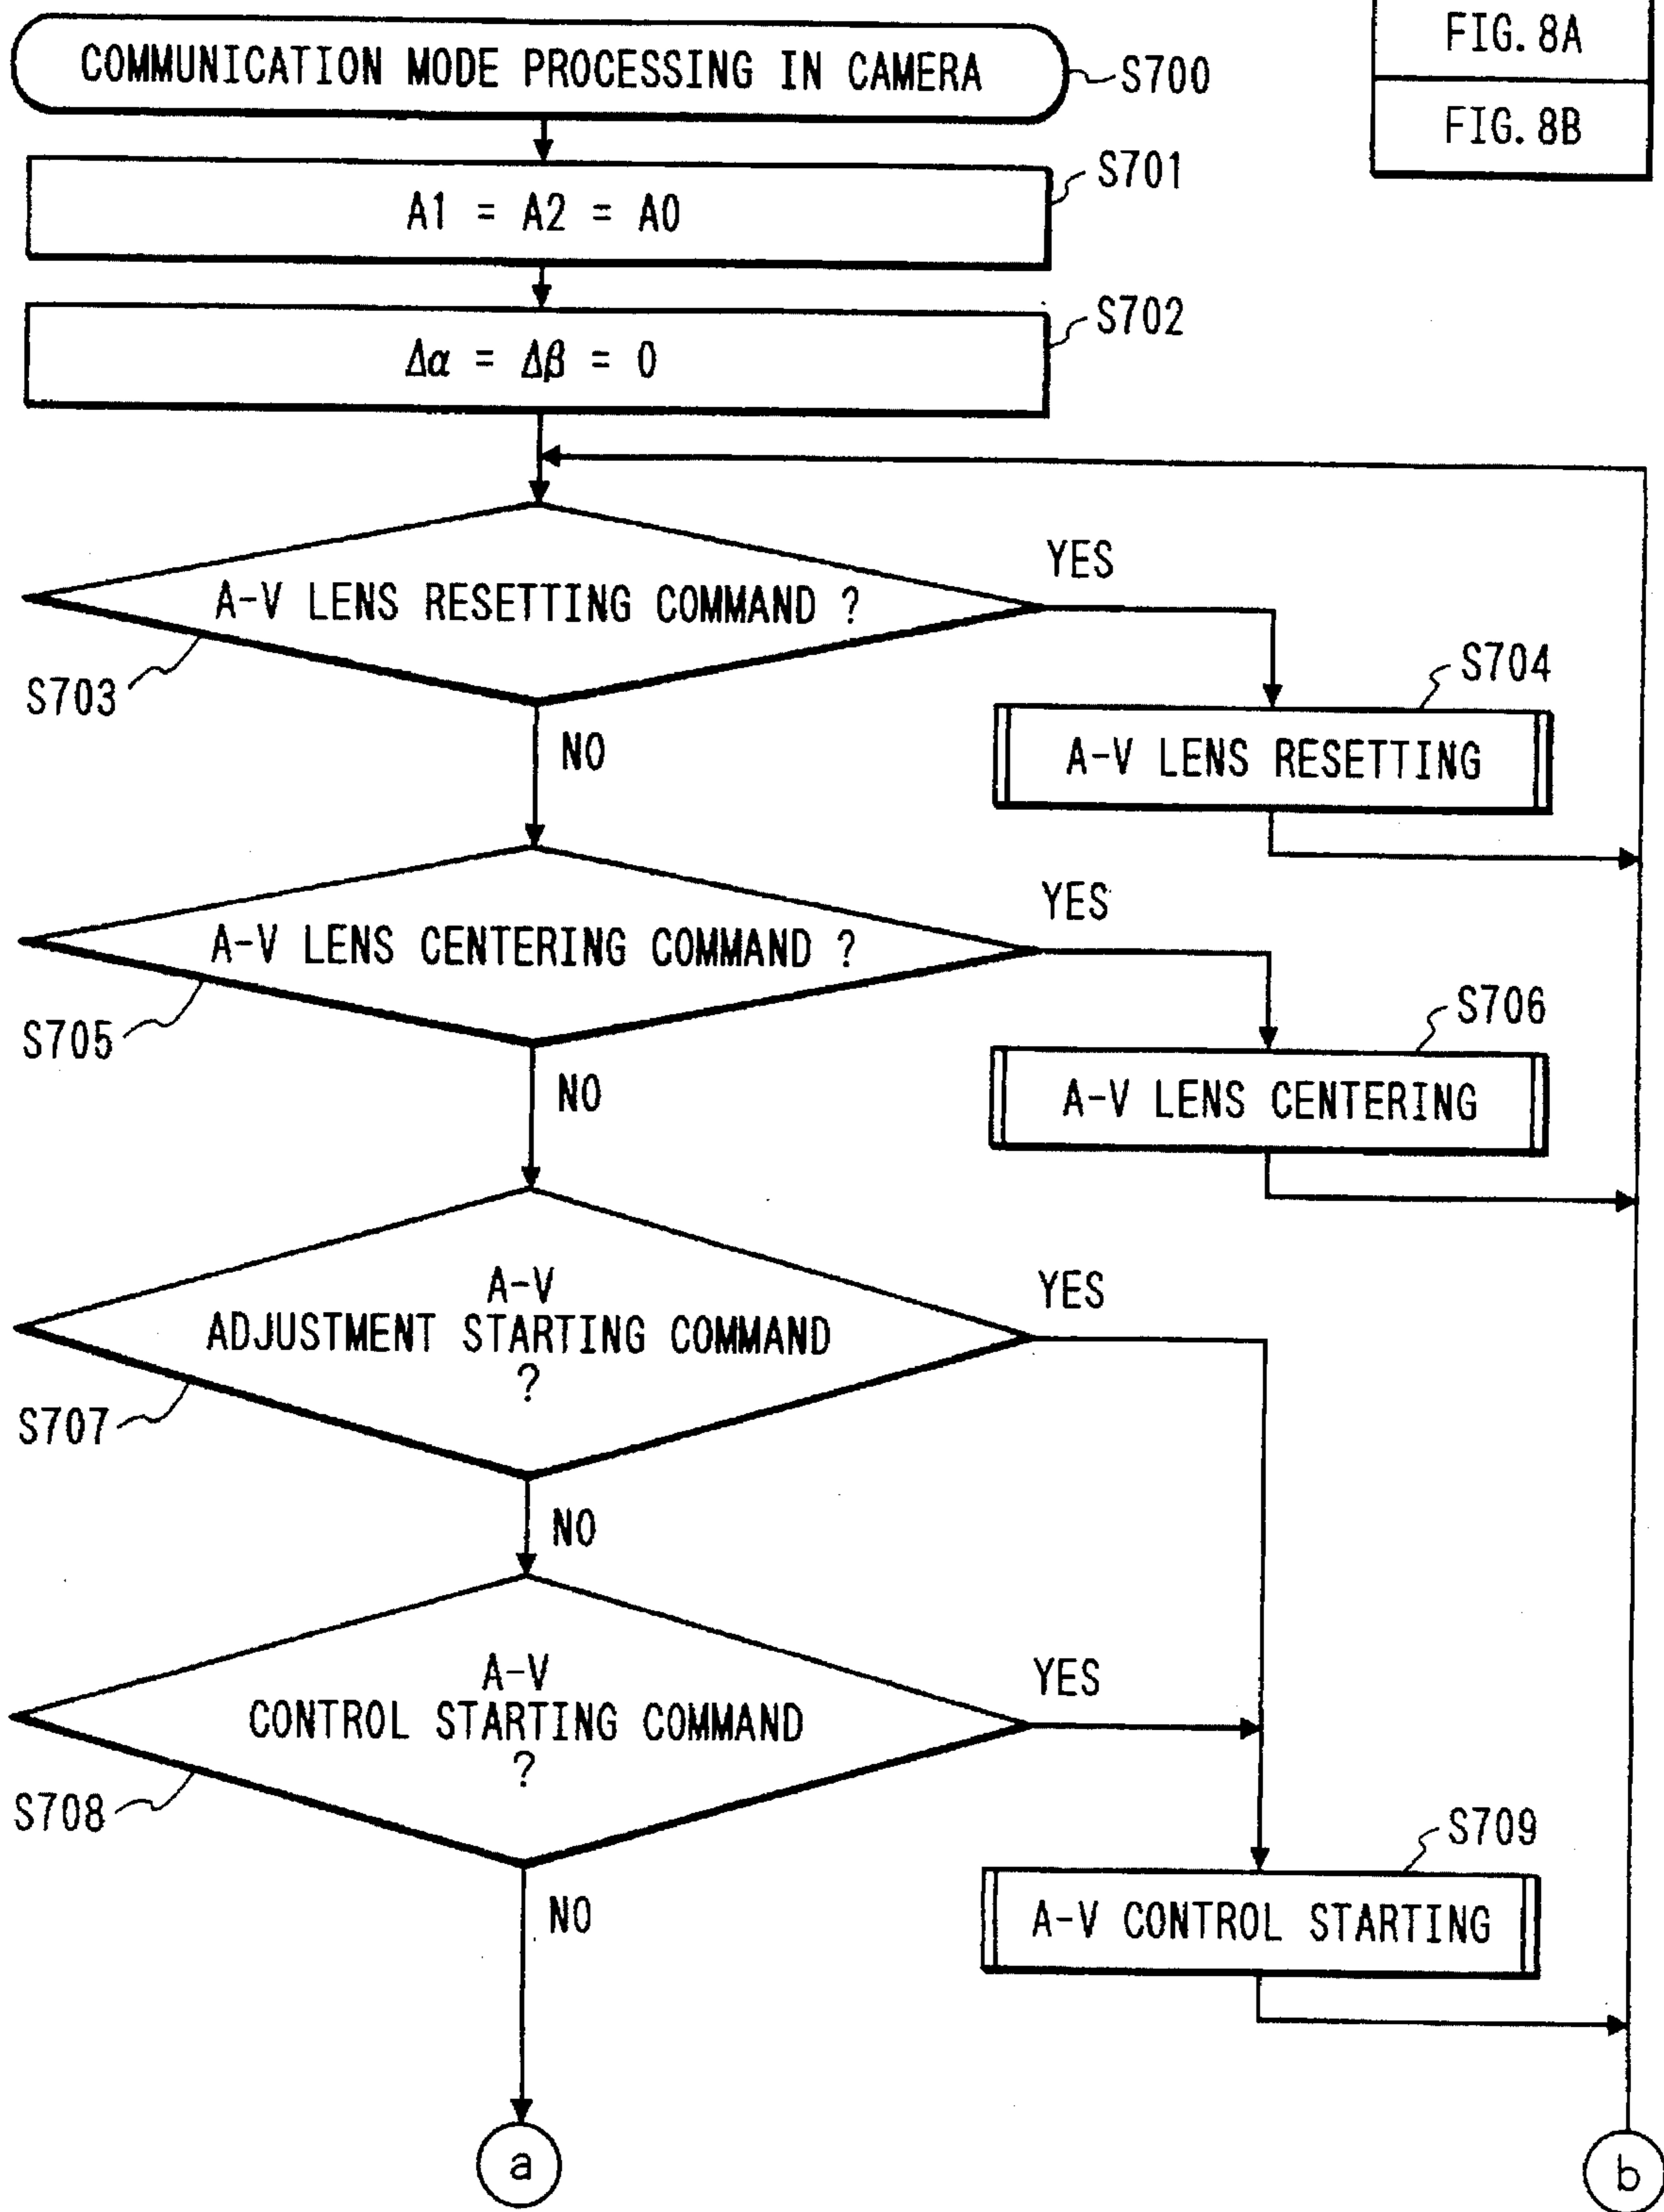 FIG. 8A
FIG. 8B
COMMUNICATION MODE PROCESSING IN CAMERA
S700
S701
A1 = A2 = A0
S702
Δα = Δβ = 0
A-V LENS RESETTING COMMAND ?
YES
S703
NO
S704
A-V LENS RESETTING
A-V LENS CENTERING COMMAND ?
YES
S705
NO
S706
A-V LENS CENTERING
A-V
ADJUSTMENT STARTING COMMAND
?
YES
S707
NO
A-V
CONTROL STARTING COMMAND
?
YES
S708
NO
S709
A-V CONTROL STARTING
a
b